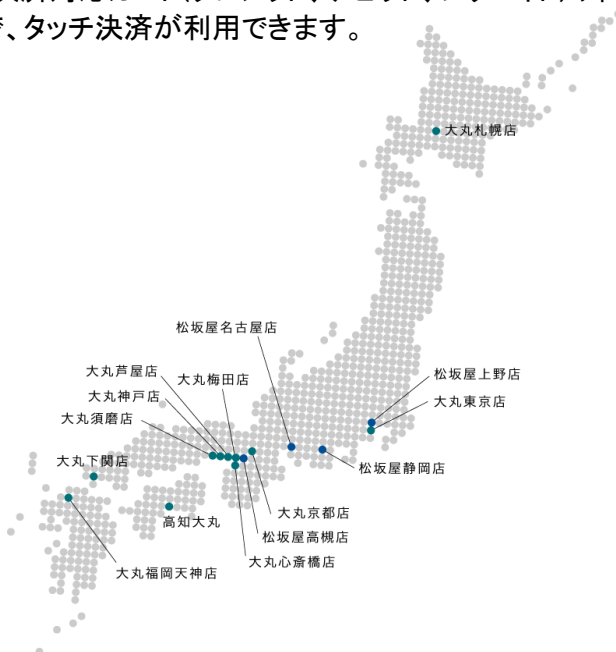 、タッチ決済が利用できます。
大丸札幌店
松坂屋名古屋店
大丸芦屋店
大丸梅田店
松坂屋上野店
大丸神戸店
大丸東京店
大丸須磨店
大丸下関店
松坂屋静岡店
大丸京都店
高知大丸
松坂屋高槻店
大丸心斎橋店
大丸福岡天神店